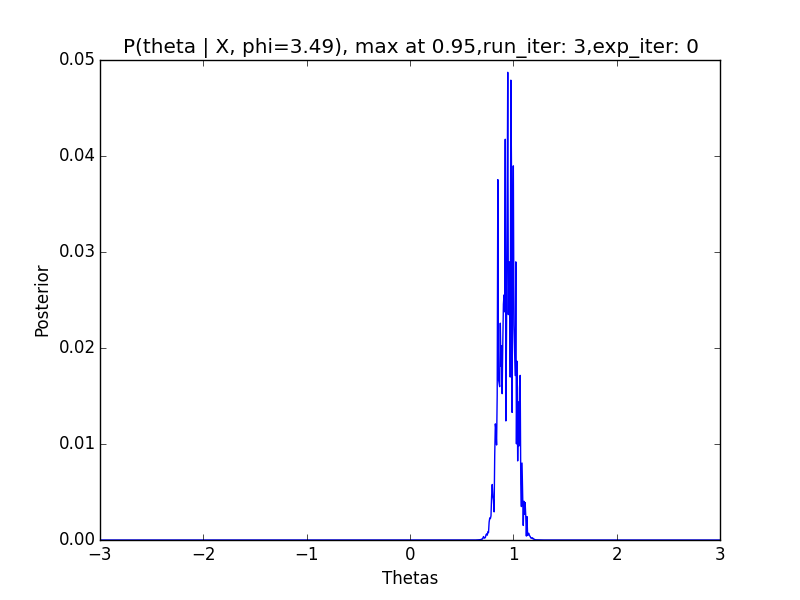 P(theta | X, phi=3.49), max at 0.95,run_iter: 3,exp_iter: 0
0.05
0.04
0.03
0.02
0.01
0.00
Posterior
−3 −2 −1 0 1 2 3
Thetas